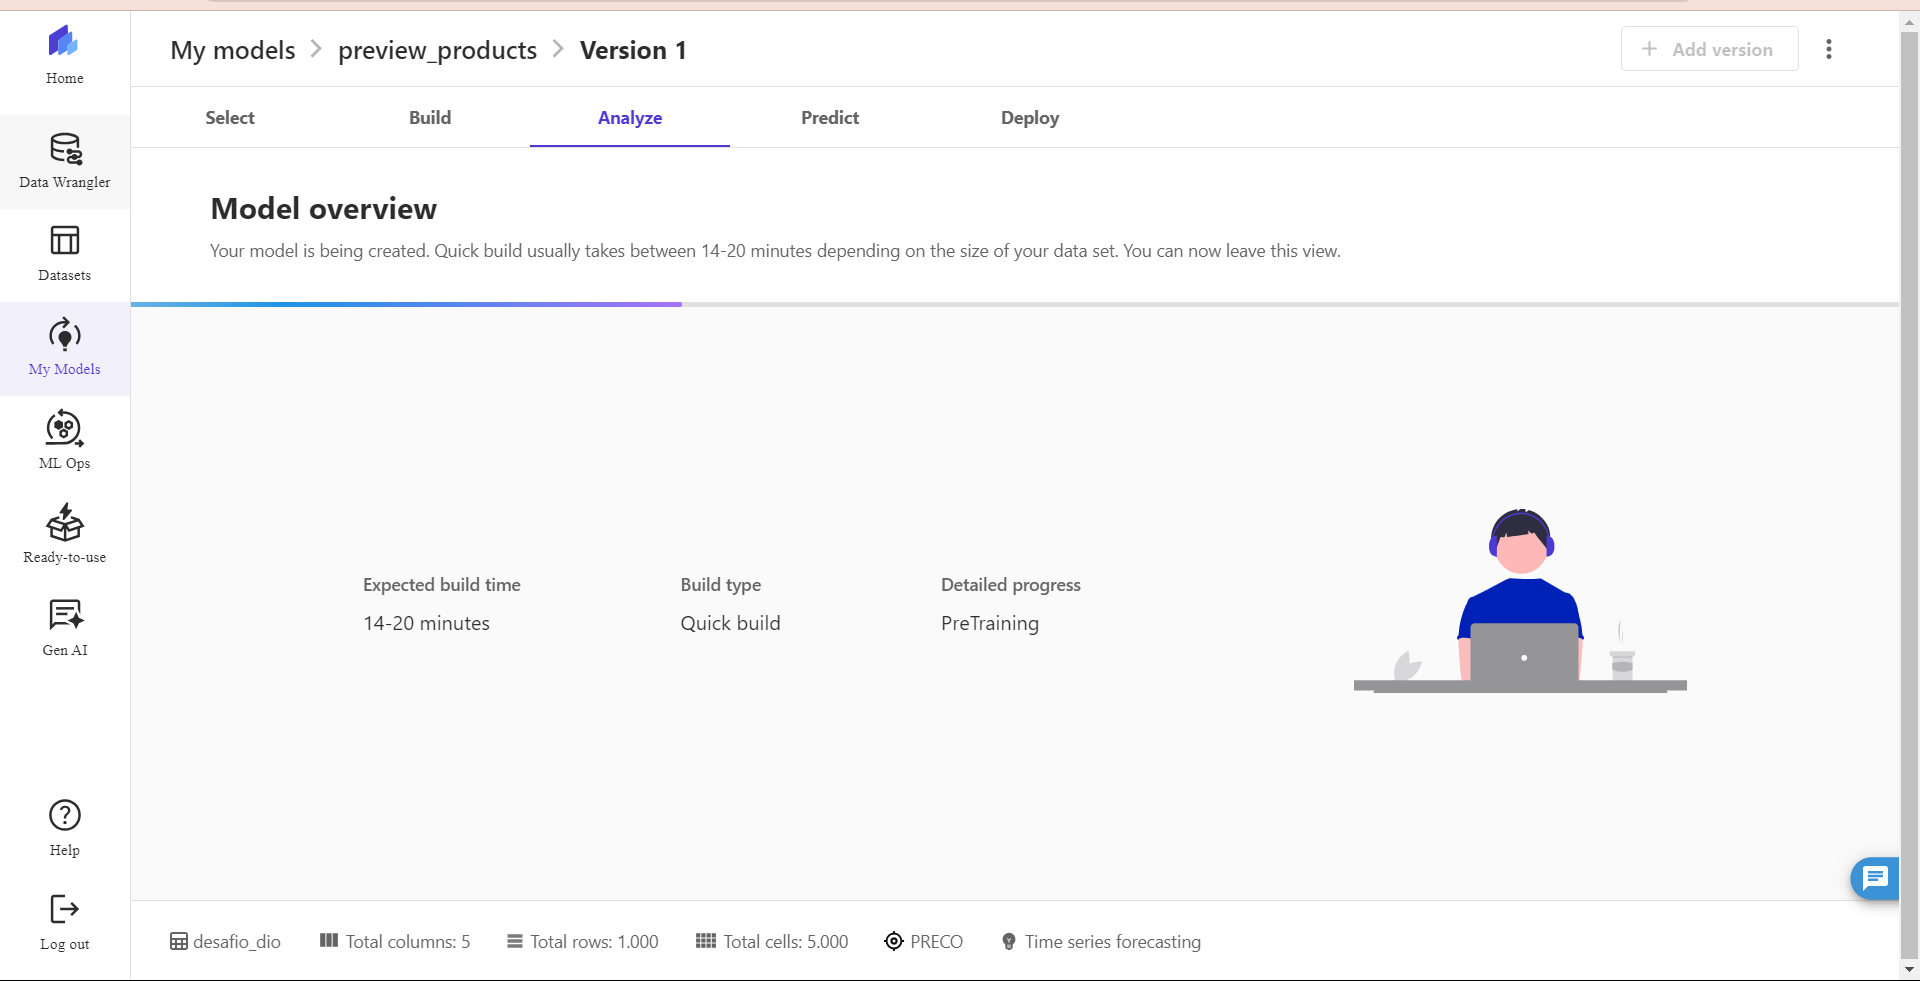 Home
Data Wrangler
Datasets
My Models
ML Ops
Ready-to-use
Gen AI
Help
Log out
My models > preview_products > Version 1
+ Add version
Select Build Analyze Predict Deploy
Model overview
Your model is being created. Quick build usually takes between 14-20 minutes depending on the size of your data set. You can now leave this view.
Expected build time Build type Detailed progress
14-20 minutes Quick build PreTraining
desafio_dio Total columns: 5 Total rows: 1.000 Total cells: 5.000 PRECO Time series forecasting